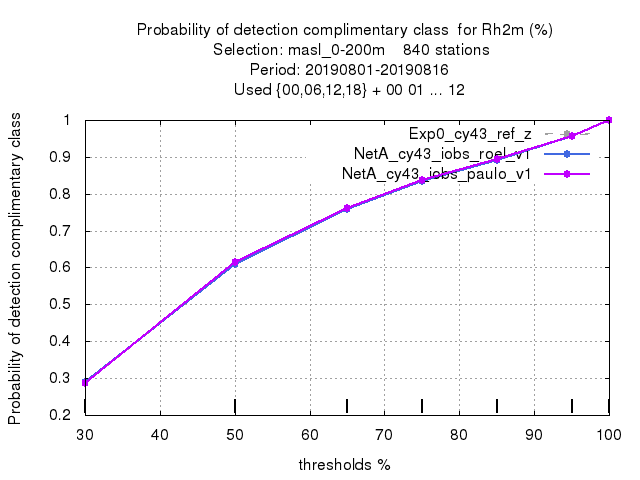 Probability of detection complimentary class  for Rh2m (%)
Selection: masl_0-200m    840 stations
Period: 20190801-20190816
Used {00,06,12,18} + 00 01 ... 12
Probability of detection complimentary class
1
0.9
0.8
0.7
0.6
0.5
0.4
0.3
0.2
Exp0_cy43_ref_z
NetA_cy43_iobs_roel_v1
NetA_cy43_iobs_paulo_v1
30 40 50 60 70 80 90 100
thresholds %